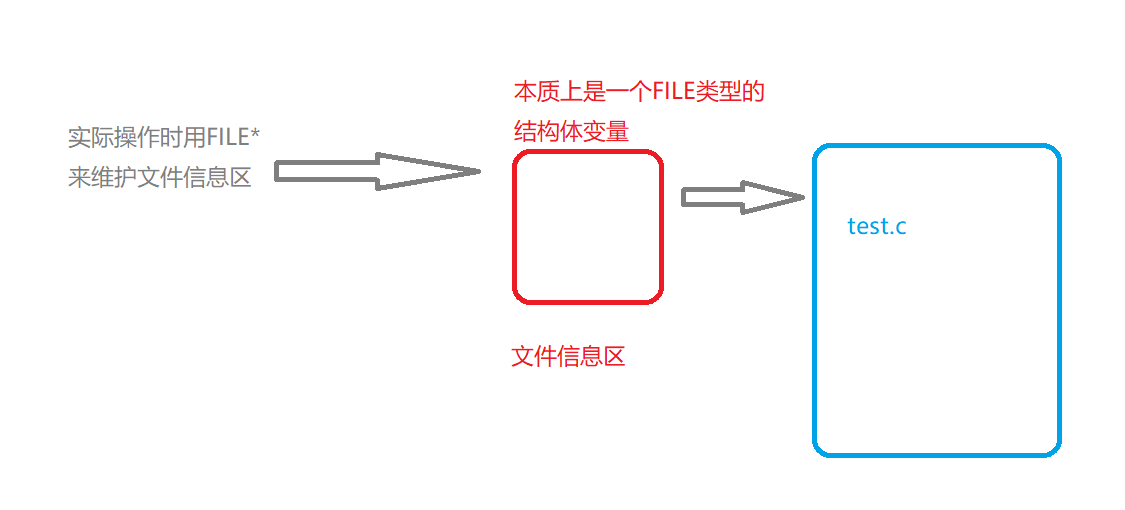 实际操作时用FILE*
来维护文件信息区
本质上是一个FILE类型的
结构体变量
文件信息区
test.c